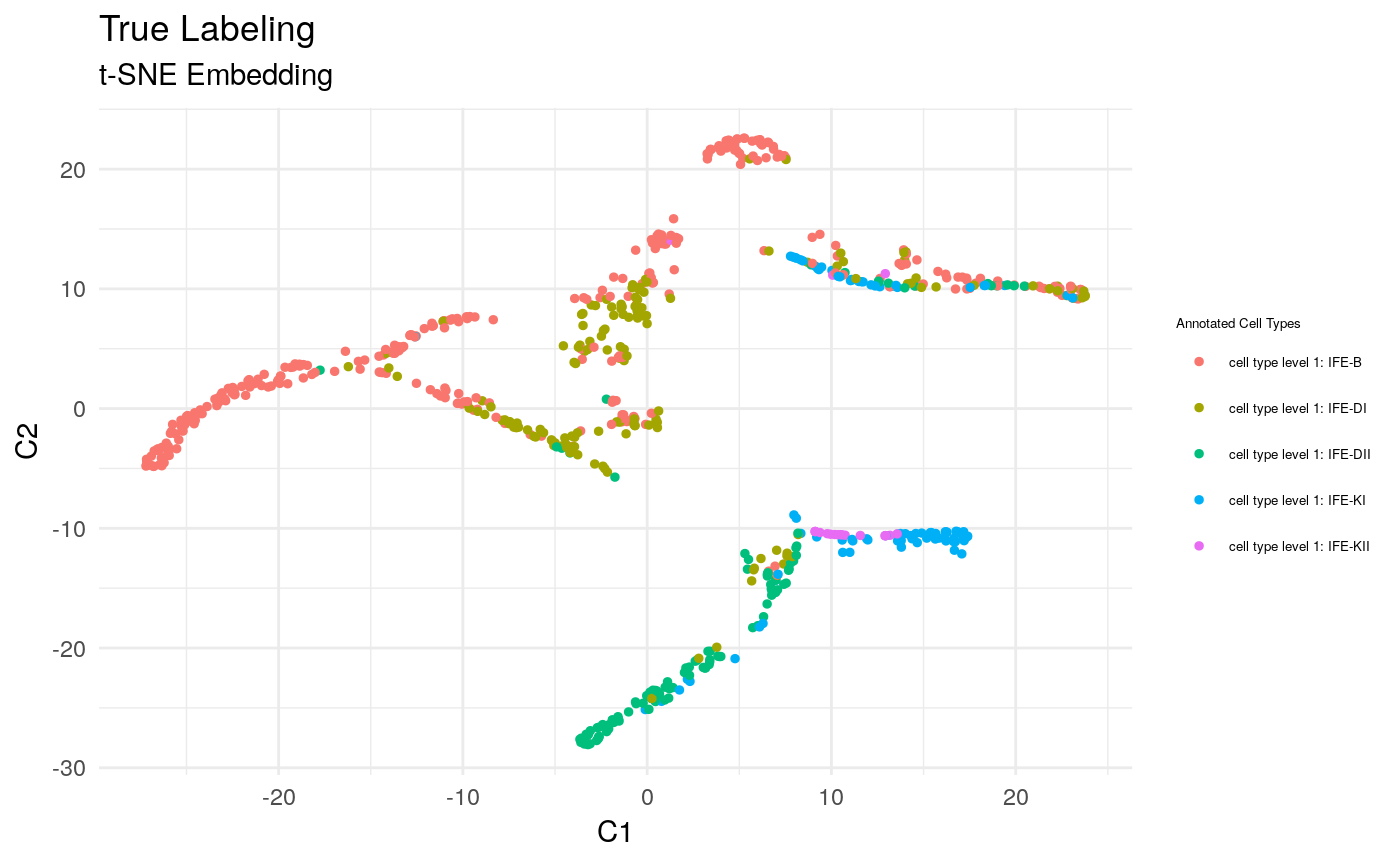 True Labeling
t-SNE Embedding
20
10
0
-10
-20
-30
C2
-20
-10
0
10
20
C1
Annotated Cell Types
cell type level 1: IFE-B
cell type level 1: IFE-DI
cell type level 1: IFE-DII
cell type level 1: IFE-KI
cell type level 1: IFE-KII